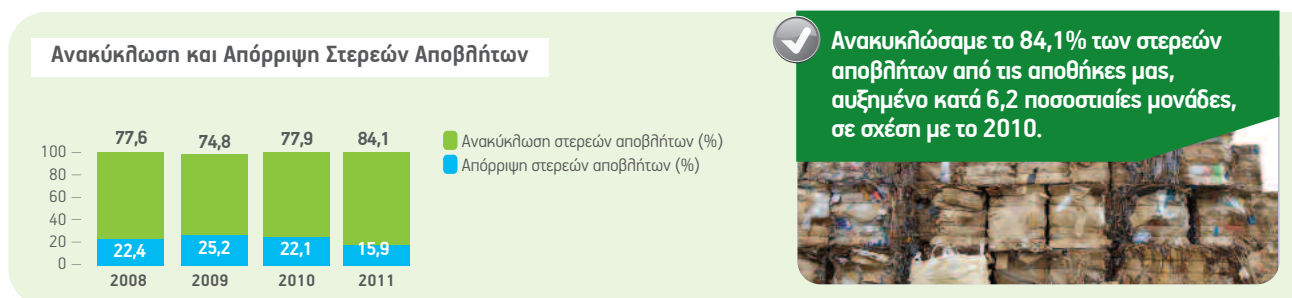 Ανακύκλωση και Απόρριψη Στερεών Αποβλήτων
77,6 74,8 77,9 84,1
100
80
60
40
20
0
22,4 25,2 22,1 15,9
2008 2009 2010 2011
Ανακύκλωση στερεών αποβλήτων (%)
Απόρριψη στερεών αποβλήτων (%)
Ανακυκλώσαμε το 84,1% των στερεών
αποβλήτων από τις αποθήκες μας,
αυξημένο κατά 6,2 ποσοστιαίες μονάδες,
σε σχέση με το 2010.